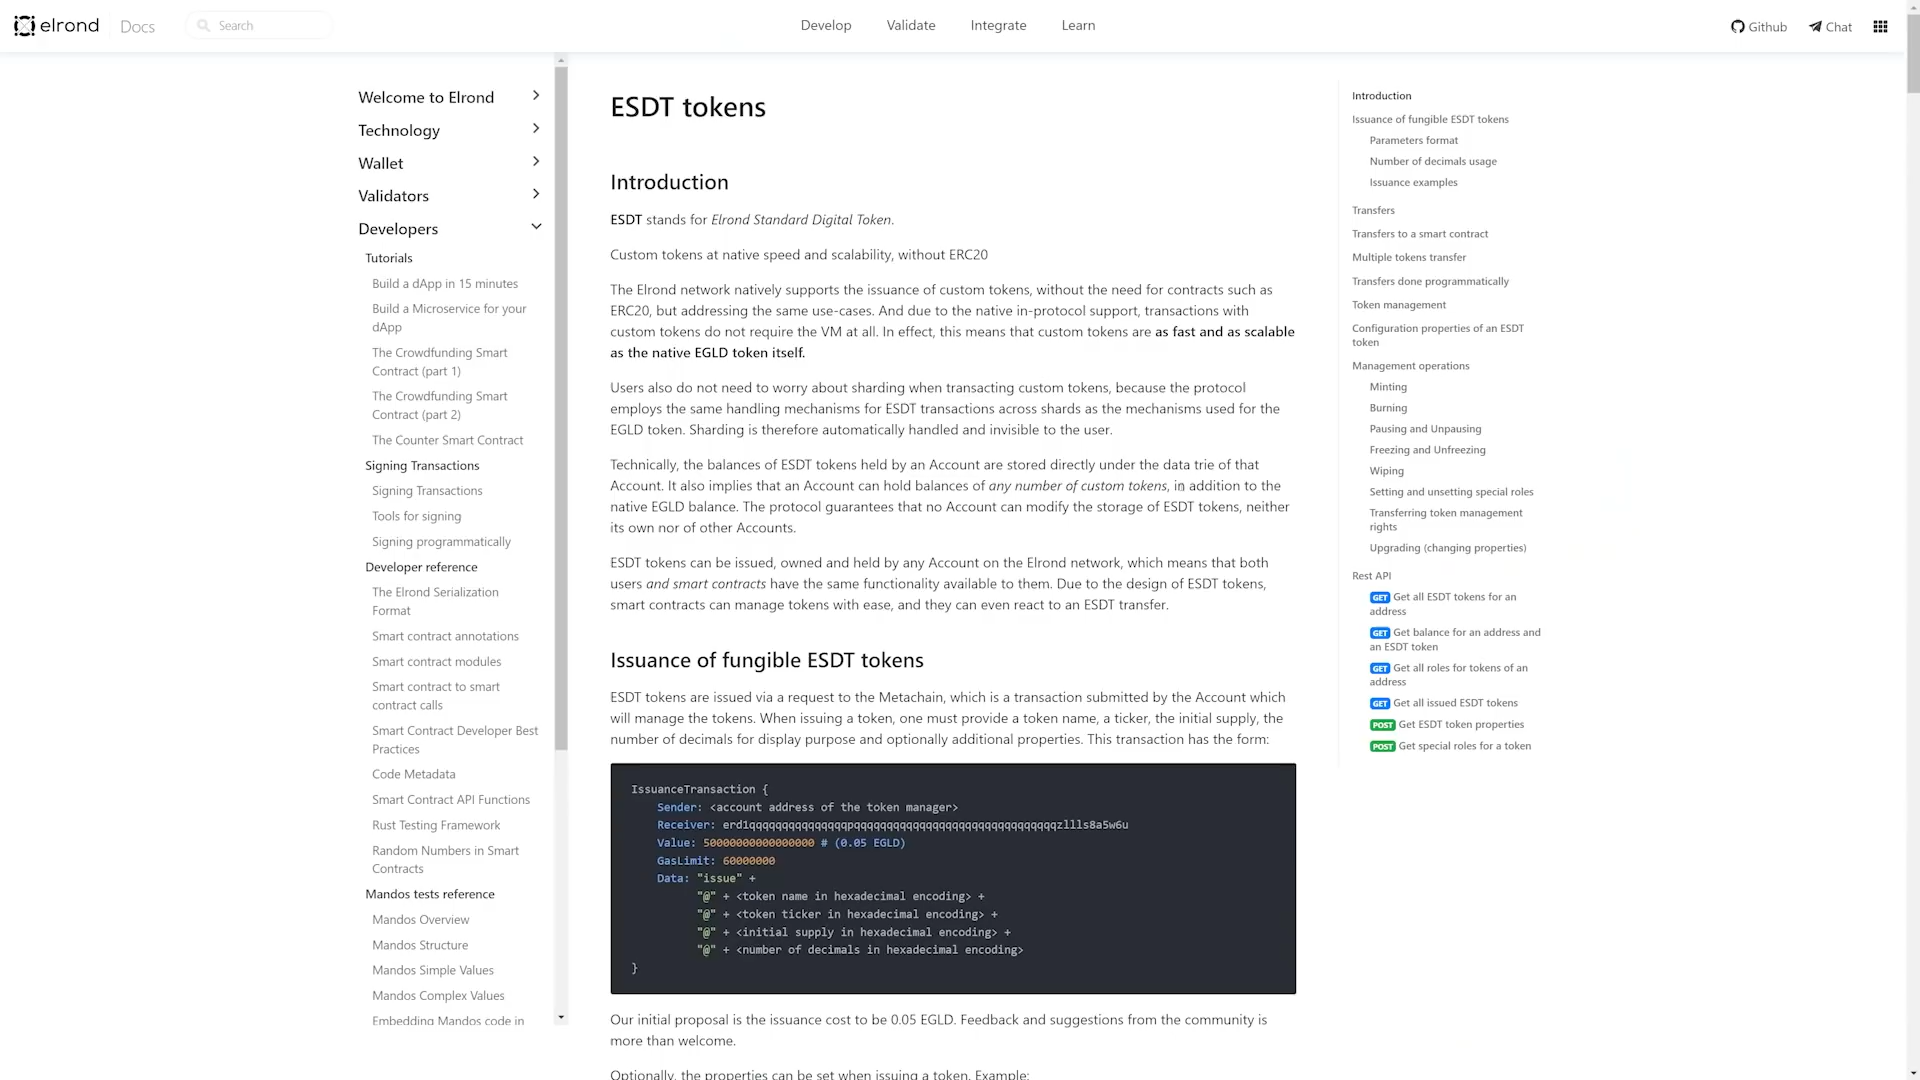 elrond Docs Search Develop Validate Integrate Learn Github Chat
Welcome to Elrond
Technology
Wallet
Validators
Developers
Tutorials
Build a dApp in 15 minutes
Build a Microservice for your
dApp
The Crowdfunding Smart
Contract (part 1)
The Crowdfunding Smart
Contract (part 2)
The Counter Smart Contract
Signing Transactions
Signing Transactions
Tools for signing
Signing programmatically
Developer reference
The Elrond Serialization
Format
Smart contract annotations
Smart contract modules
Smart contract to smart
contract calls
Smart Contract Developer Best
Practices
Code Metadata
Smart Contract API Functions
Rust Testing Framework
Random Numbers in Smart
Contracts
Mandos tests reference
Mandos Overview
Mandos Structure
Mandos Simple Values
Mandos Complex Values
Embedding Mandos code in
ESDT tokens
Introduction
ESDT stands for Elrond Standard Digital Token.
Custom tokens at native speed and scalability, without ERC20
The Elrond network natively supports the issuance of custom tokens, without the need for contracts such as
ERC20, but addressing the same use-cases. And due to the native in-protocol support, transactions with
custom tokens do not require the VM at all. In effect, this means that custom tokens are as fast and as scalable
as the native EGLD token itself.
Users also do not need to worry about sharding when transacting custom tokens, because the protocol
employs the same handling mechanisms for ESDT transactions across shards as the mechanisms used for the
EGLD token. Sharding is therefore automatically handled and invisible to the user.
Technically, the balances of ESDT tokens held by an Account are stored directly under the data trie of that
Account. It also implies that an Account can hold balances of any number of custom tokens, in addition to the
native EGLD balance. The protocol guarantees that no Account can modify the storage of ESDT tokens, neither
its own nor of other Accounts.
ESDT tokens can be issued, owned and held by any Account on the Elrond network, which means that both
users and smart contracts have the same functionality available to them. Due to the design of ESDT tokens,
smart contracts can manage tokens with ease, and they can even react to an ESDT transfer.
Issuance of fungible ESDT tokens
ESDT tokens are issued via a request to the Metachain, which is a transaction submitted by the Account which
will manage the tokens. When issuing a token, one must provide a token name, a ticker, the initial supply, the
number of decimals for display purpose and optionally additional properties. This transaction has the form:
IssuanceTransaction {
Sender: <account address of the token manager>
Receiver: erd1qqqqqqqqqqqqqqqpqqqqqqqqqqqqqqqqqqqqqqqqqqqqqqqzllls8a5w6u
Value: 50000000000000000 # (0.05 EGLD)
GasLimit: 60000000
Data: "issue" +
"@" + <token name in hexadecimal encoding> +
"@" + <token ticker in hexadecimal encoding> +
"@" + <initial supply in hexadecimal encoding> +
"@" + <number of decimals in hexadecimal encoding>
}
Our initial proposal is the issuance cost to be 0.05 EGLD. Feedback and suggestions from the community is
more than welcome.
Optionally, the properties can be set when issuing a token. Example:
Introduction
Issuance of fungible ESDT tokens
Parameters format
Number of decimals usage
Issuance examples
Transfers
Transfers to a smart contract
Multiple tokens transfer
Transfers done programmatically
Token management
Configuration properties of an ESDT
token
Management operations
Minting
Burning
Pausing and Unpausing
Freezing and Unfreezing
Wiping
Setting and unsetting special roles
Transferring token management
rights
Upgrading (changing properties)
Rest API
GET Get all ESDT tokens for an
address
GET Get balance for an address and
an ESDT token
GET Get all roles for tokens of an
address
GET Get all issued ESDT tokens
POST Get ESDT token properties
POST Get special roles for a token